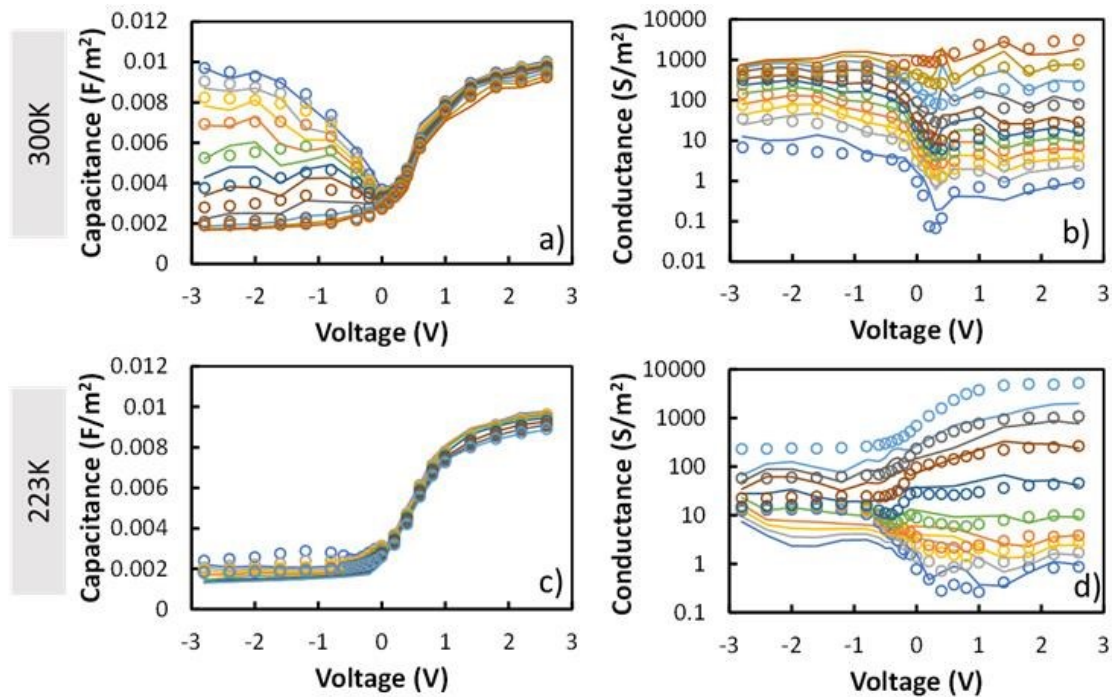 300K
Capacitance (F/m²)
0.012
0.01
0.008
0.006
0.004
0.002
0
-3 -2 -1 0 1 2 3
Voltage (V)
a)
Conductance (S/m²)
10000
1000
100
10
1
0.1
0.01
-3 -2 -1 0 1 2 3
Voltage (V)
b)
223K
Capacitance (F/m²)
0.012
0.01
0.008
0.006
0.004
0.002
0
-3 -2 -1 0 1 2 3
Voltage (V)
c)
Conductance (S/m²)
10000
1000
100
10
1
0.1
-3 -2 -1 0 1 2 3
Voltage (V)
d)